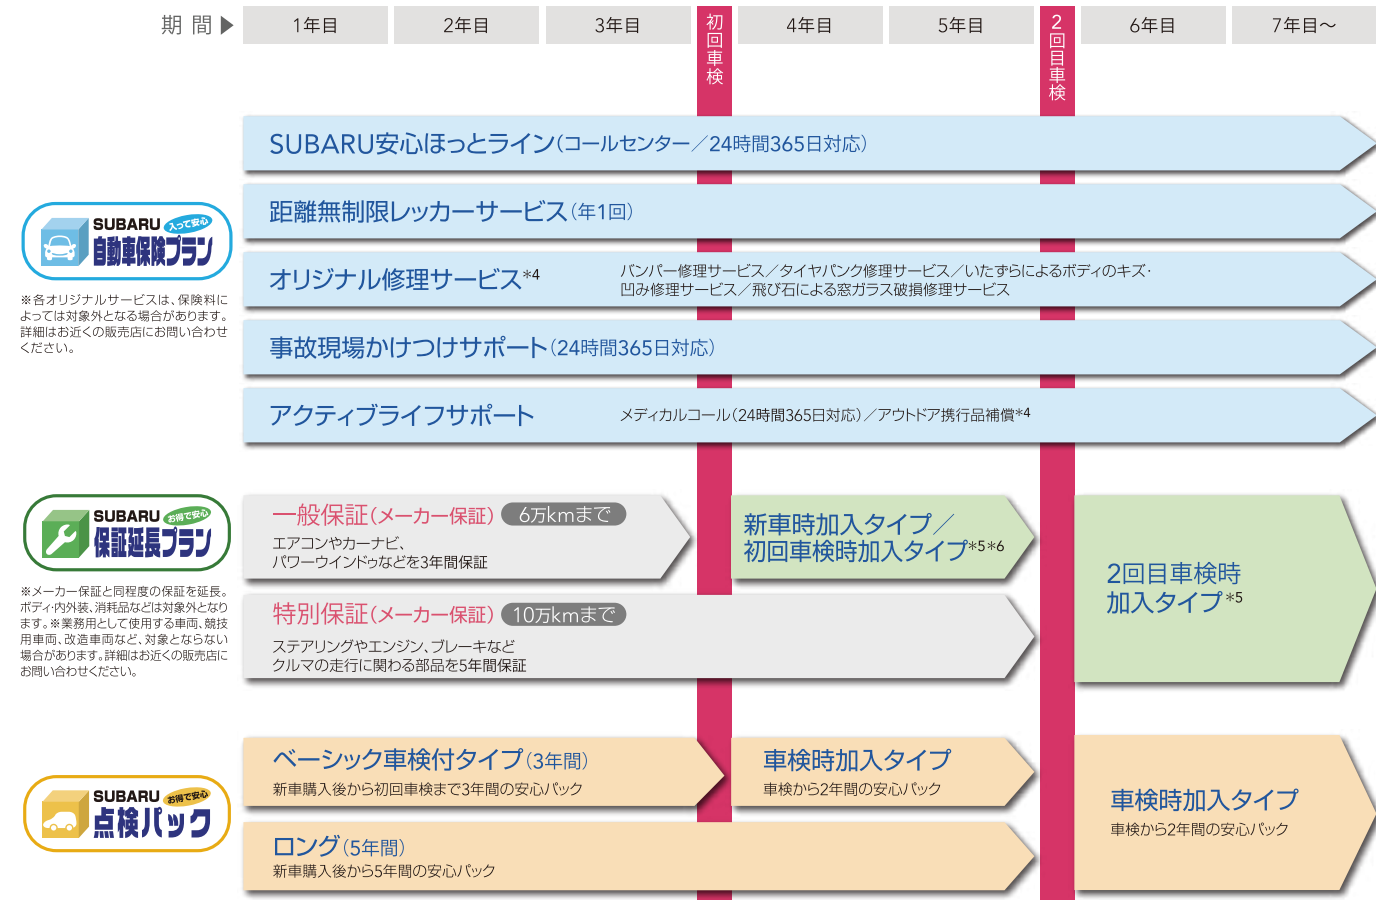 期 間▶
1年目
2年目
3年目
初回車検
4年目
5年目
2回目車検
6年目
7年目～
SUBARU 入って安心
自動車保険プラン
※各オリジナルサービスは、保険料に
よっては対象外となる場合があります。
詳細はお近くの販売店にお問い合わせ
ください。
SUBARU安心ほっとライン（コールセンター／24時間365日対応）
距離無制限レッカーサービス（年1回）
オリジナル修理サービス*4
バンパー修理サービス／タイヤパンク修理サービス／いたずらによるボディのキズ・
凹み修理サービス／飛び石による窓ガラス破損修理サービス
事故現場かけつけサポート（24時間365日対応）
アクティブライフサポート
メディカルコール（24時間365日対応）／アウトドア携行品補償*4
SUBARU お得で安心
保証延長プラン
※メーカー保証と同程度の保証を延長。
ボディ・内外装、消耗品などは対象外となり
ます。※業務用として使用する車両、競技
用車両、改造車両など、対象とならない
場合があります。詳細はお近くの販売店に
お問い合わせください。
一般保証（メーカー保証） 6万kmまで
エアコンやカーナビ、
パワーウインドゥなどを3年間保証
新車時加入タイプ／
初回車検時加入タイプ*5*6
特別保証（メーカー保証） 10万kmまで
ステアリングやエンジン、ブレーキなど
クルマの走行に関わる部品を5年間保証
2回目車検時
加入タイプ*5
SUBARU お得で安心
点検パック
ベーシック車検付タイプ（3年間）
新車購入後から初回車検まで3年間の安心パック
車検時加入タイプ
車検から2年間の安心パック
ロング（5年間）
新車購入後から5年間の安心パック
車検時加入タイプ
車検から2年間の安心パック